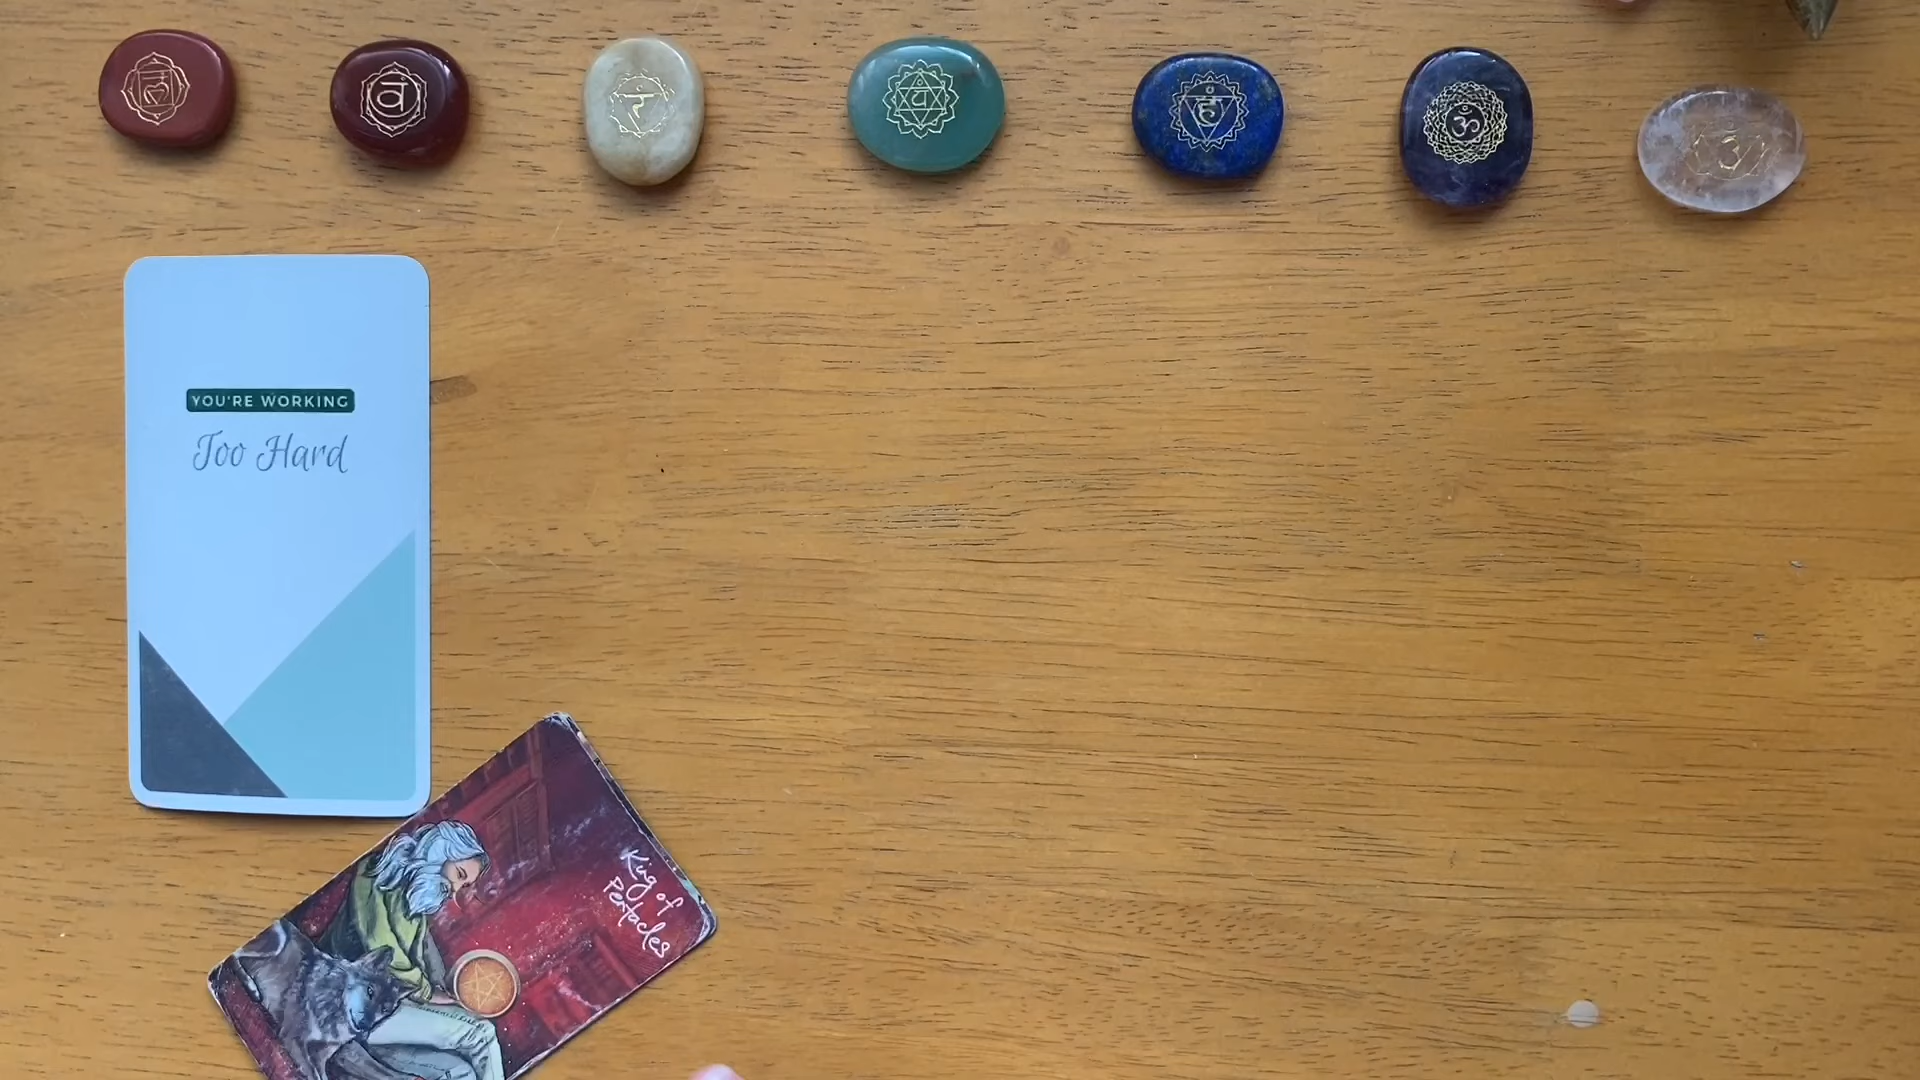 वं
यं
हं
ॐ
ॐ
YOU'RE WORKING
Too Hard
King of
Pentacles